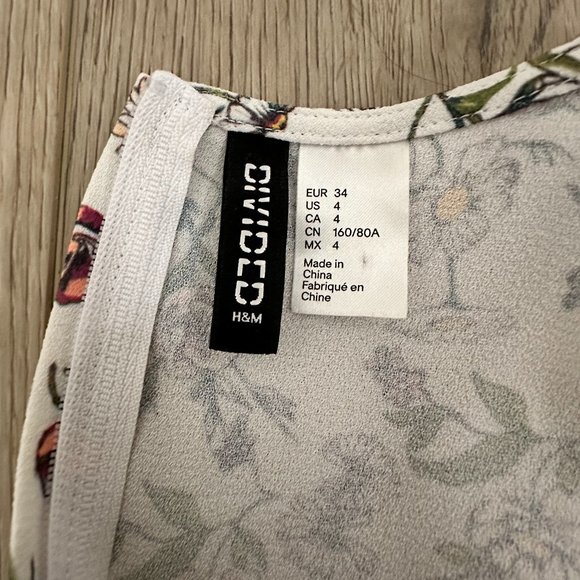 DIVIDED
H&M
EUR 34
US 4
CA 4
CN 160/80A
MX 4
Made in
China
Fabriqué en
Chine